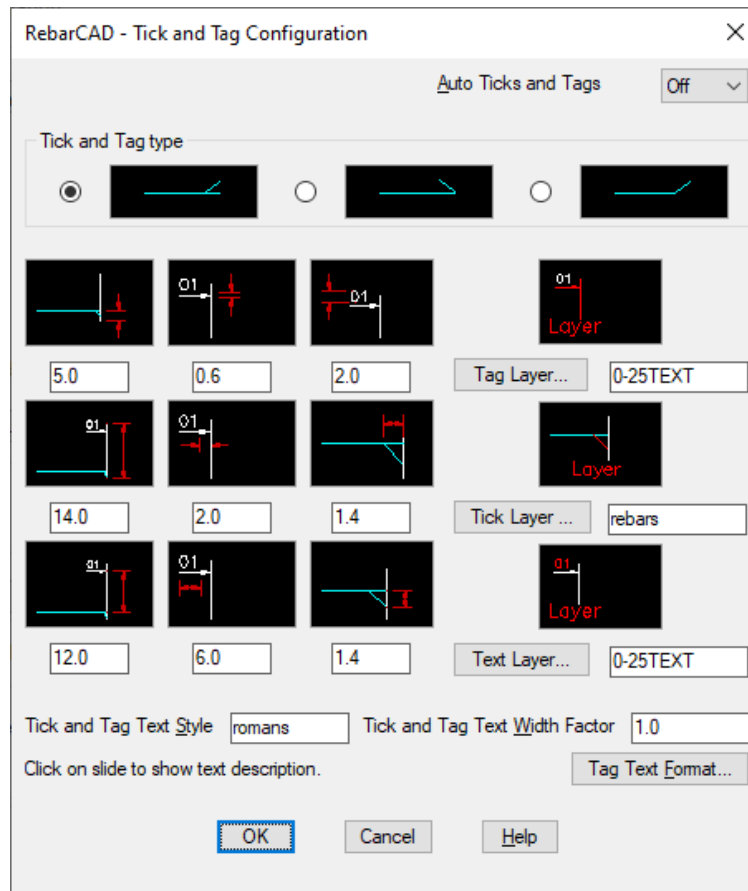 RebarCAD - Tick and Tag Configuration
Auto Ticks and Tags Off
Tick and Tag type
01 01 01
Layer
5.0 0.6 2.0 Tag Layer... 0-25TEXT
01 01
Layer
14.0 2.0 1.4 Tick Layer ... rebars
01 01 01
Layer
12.0 6.0 1.4 Text Layer... 0-25TEXT
Tick and Tag Text Style romans Tick and Tag Text Width Factor 1.0
Click on slide to show text description. Tag Text Format...
OK Cancel Help